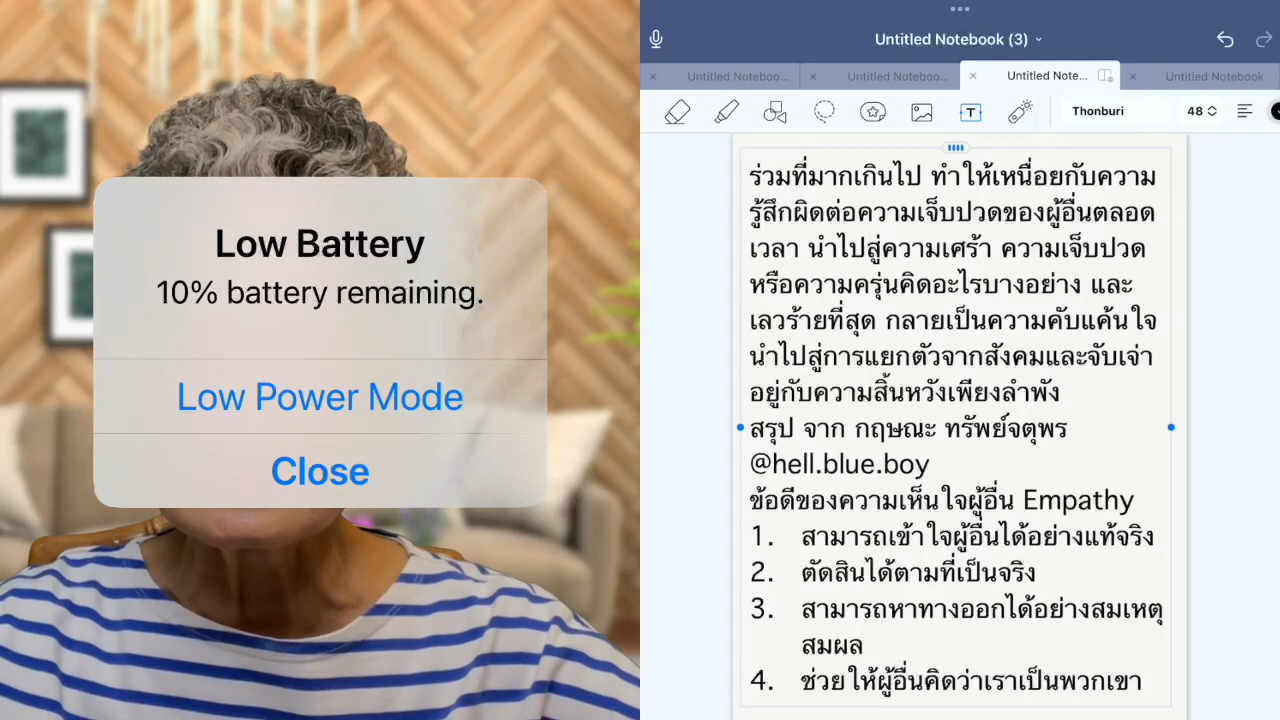 Low Battery
10% battery remaining.
Low Power Mode
Close
Untitled Notebook (3)
Untitled Noteboo...
Untitled Noteboo...
Untitled Note...
Untitled Notebook
T
Thonburi
48
ร่วมที่มากเกินไป ทำให้เหนื่อยกับความ
รู้สึกผิดต่อความเจ็บปวดของผู้อื่นตลอด
เวลา นำไปสู่ความเศร้า ความเจ็บปวด
หรือความครุ่นคิดอะไรบางอย่าง และ
เลวร้ายที่สุด กลายเป็นความคับแค้นใจ
นำไปสู่การแยกตัวจากสังคมและจับเจ่า
อยู่กับความสิ้นหวังเพียงลำพัง
สรุป จาก กฤษณะ ทรัพย์จตุพร
@hell.blue.boy
ข้อดีของความเห็นใจผู้อื่น Empathy
1. สามารถเข้าใจผู้อื่นได้อย่างแท้จริง
2. ตัดสินได้ตามที่เป็นจริง
3. สามารถหาทางออกได้อย่างสมเหตุ
สมผล
4. ช่วยให้ผู้อื่นคิดว่าเราเป็นพวกเขา